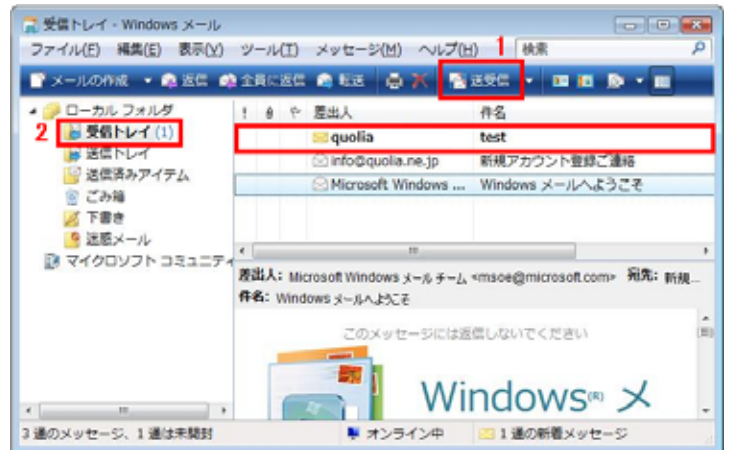 受信トレイ - Windows メール
ファイル(F) 編集(E) 表示(V) ツール(T) メッセージ(M) ヘルプ(H) 1 検索
メールの作成 返信 全員に返信 転送 送受信
ローカル フォルダ
2 受信トレイ (1)
送信トレイ
送信済みアイテム
ごみ箱
下書き
迷惑メール
マイクロソフト コミュニティ
! 差出人 件名
quolia test
info@quolia.ne.jp 新規アカウント登録ご連絡
Microsoft Windows ... Windows メールへようこそ
差出人: Microsoft Windows メール チーム <msoe@microsoft.com> 宛先: 新規...
件名: Windows メールへようこそ
このメッセージには返信しないでください
Windows(R) メ
3 通のメッセージ、1 通は未開封 オンライン中 1 通の新着メッセージ